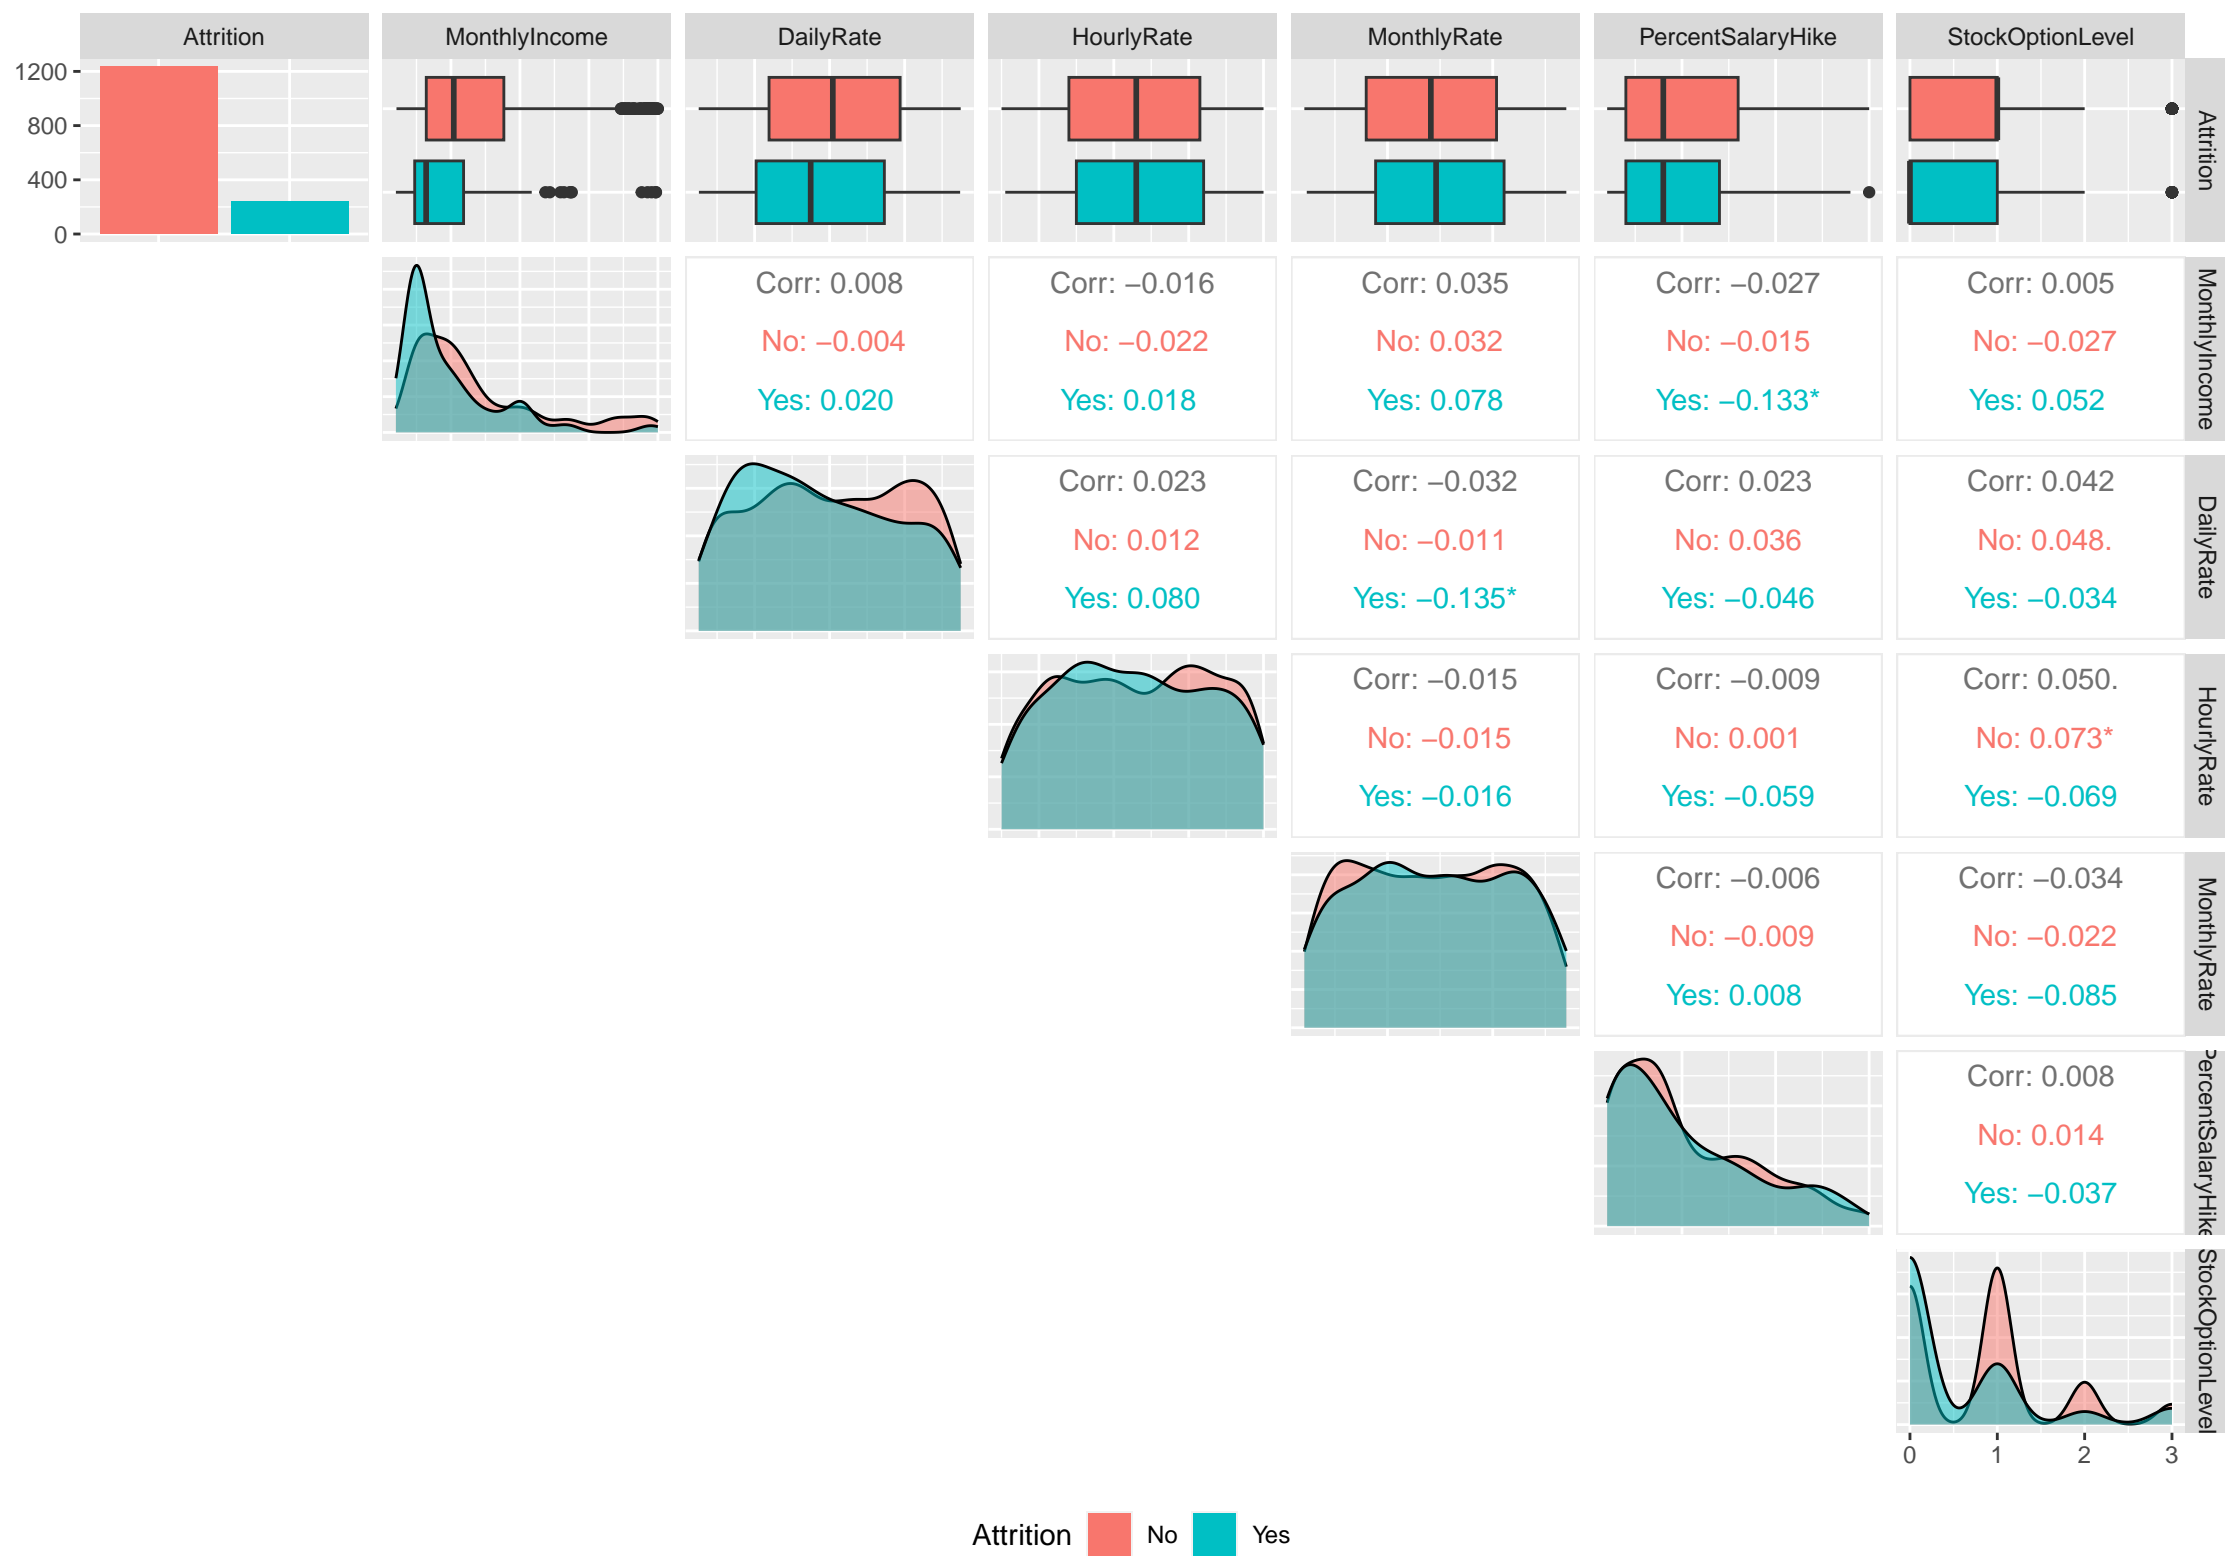 Attrition MonthlyIncome DailyRate HourlyRate MonthlyRate PercentSalaryHike StockOptionLevel
1200
800
400
0
Attrition
Corr: 0.008 Corr: −0.016 Corr: 0.035 Corr: −0.027 Corr: 0.005
No: −0.004 No: −0.022 No: 0.032 No: −0.015 No: −0.027
Yes: 0.020 Yes: 0.018 Yes: 0.078 Yes: −0.133* Yes: 0.052
MonthlyIncome
Corr: 0.023 Corr: −0.032 Corr: 0.023 Corr: 0.042
No: 0.012 No: −0.011 No: 0.036 No: 0.048.
Yes: 0.080 Yes: −0.135* Yes: −0.046 Yes: −0.034
DailyRate
Corr: −0.015 Corr: −0.009 Corr: 0.050.
No: −0.015 No: 0.001 No: 0.073*
Yes: −0.016 Yes: −0.059 Yes: −0.069
HourlyRate
Corr: −0.006 Corr: −0.034
No: −0.009 No: −0.022
Yes: 0.008 Yes: −0.085
MonthlyRate
Corr: 0.008
No: 0.014
Yes: −0.037
PercentSalaryHike
StockOptionLevel
0 1 2 3
Attrition No Yes